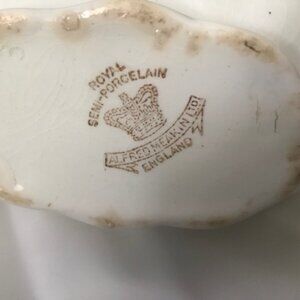 ROYAL
SEMI-PORCELAIN
ALFRED MEAKIN LTD
ENGLAND